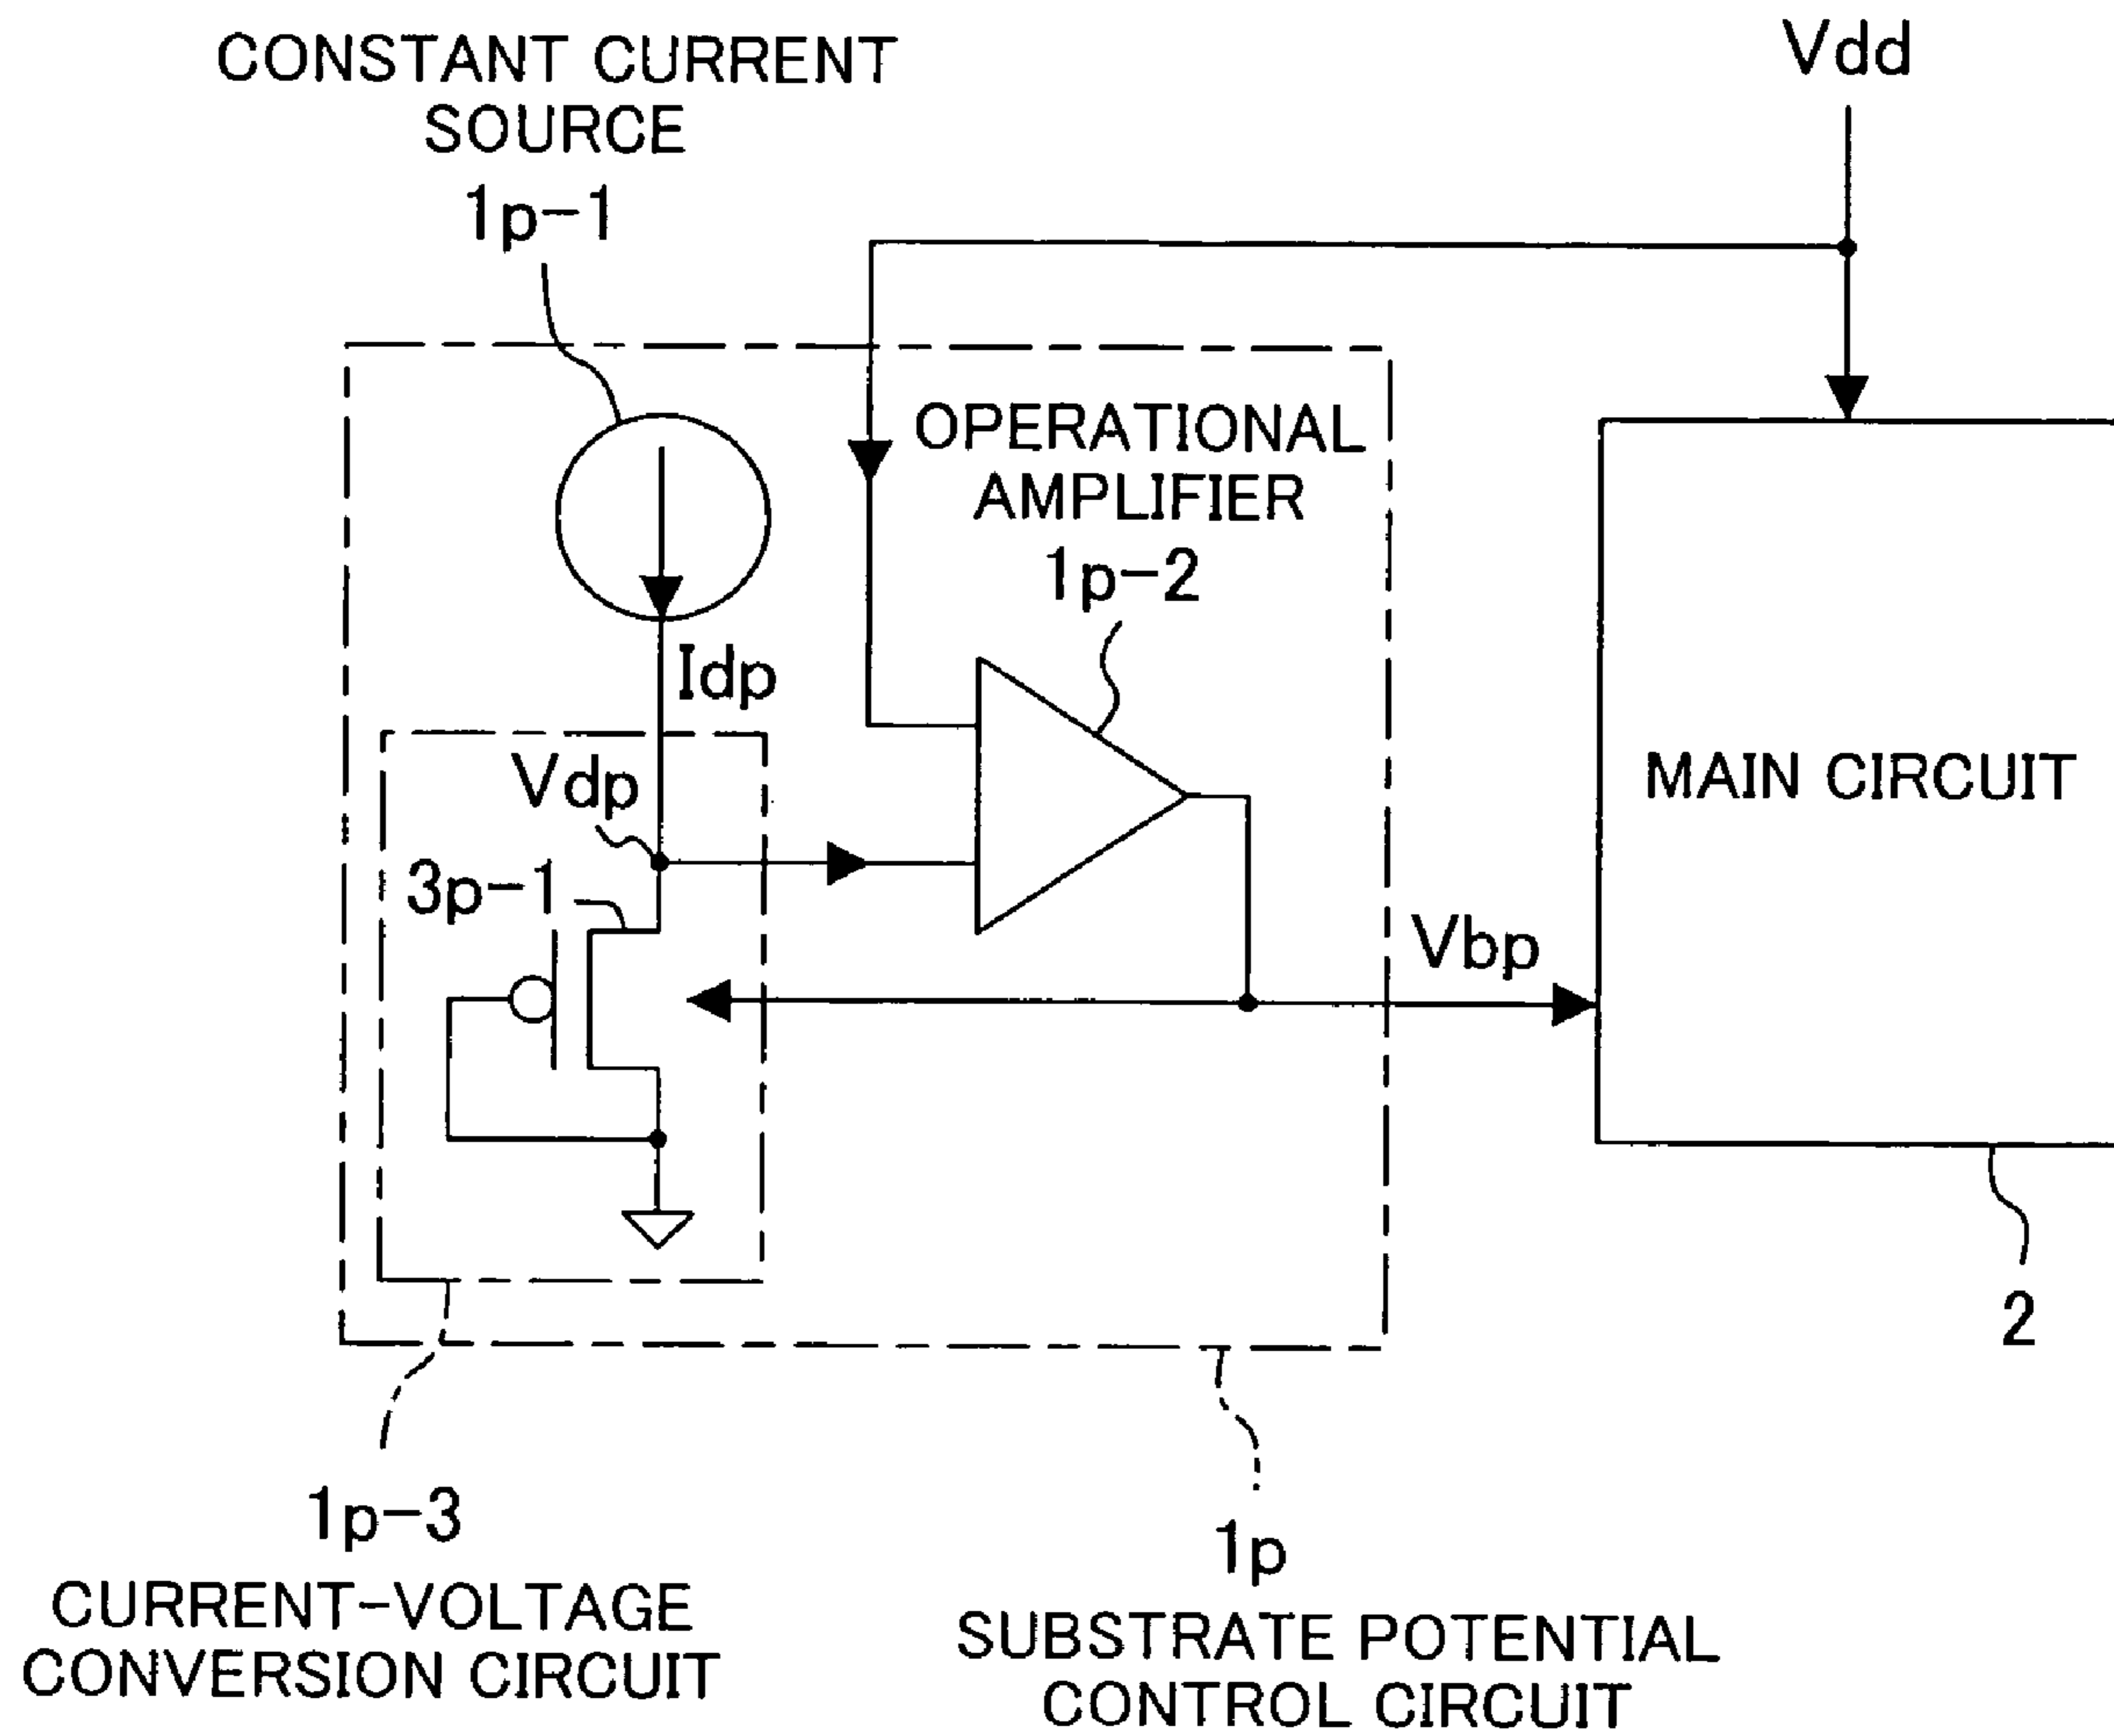 CONSTANT CURRENT
SOURCE
1p-1
Vdd
OPERATIONAL
AMPLIFIER
1p-2
Idp
Vdp
3p-1
MAIN CIRCUIT
Vbp
2
1p-3
CURRENT-VOLTAGE
CONVERSION CIRCUIT
1p
SUBSTRATE POTENTIAL
CONTROL CIRCUIT